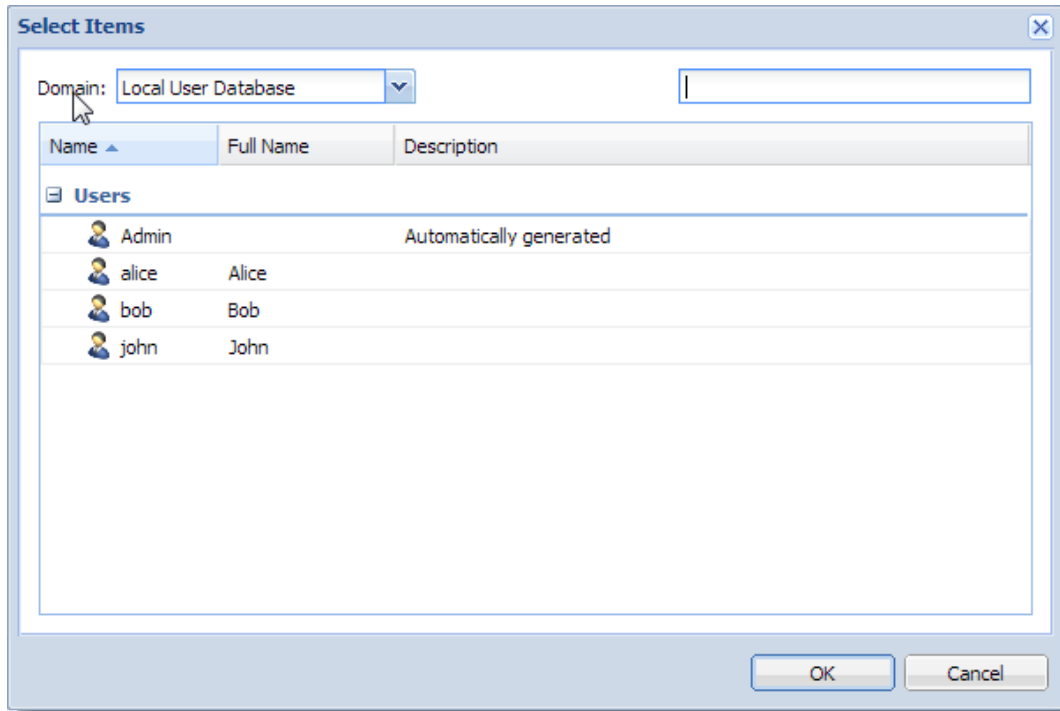 Select Items
Domain: Local User Database
Name Full Name Description
Users
Admin Automatically generated
alice Alice
bob Bob
john John
OK Cancel